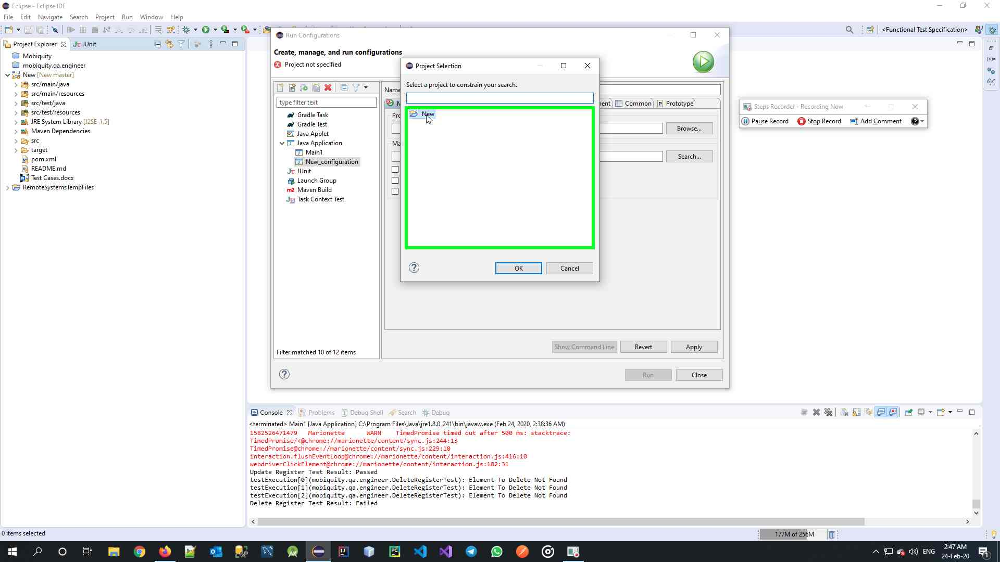 Eclipse - Eclipse IDE
File Edit Navigate Search Project Run Window Help
<Functional Test Specification>
Project Explorer JUnit
Mobiquity
mobiquity.qa.engineer
New [New master]
src/main/java
src/main/resources
src/test/java
src/test/resources
JRE System Library [J2SE-1.5]
Maven Dependencies
src
target
pom.xml
README.md
Test Cases.docx
RemoteSystemsTempFiles
Run Configurations
Create, manage, and run configurations
Project not specified
type filter text
Gradle Task
Gradle Test
Java Applet
Java Application
Main1
New_configuration
JUnit
Launch Group
Maven Build
Task Context Test
Filter matched 10 of 12 items
Name
Common Prototype
Browse...
Search...
Show Command Line Revert Apply
Run Close
Project Selection
Select a project to constrain your search.
New
OK Cancel
Steps Recorder - Recording Now
Pause Record Stop Record Add Comment
Console Problems Debug Shell Search Debug
<terminated> Main1 [Java Application] C:\Program Files\Java\jre1.8.0_241\bin\javaw.exe (Feb 24, 2020, 2:38:36 AM)
1582526471479 Marionette WARN TimedPromise timed out after 500 ms: stacktrace:
TimedPromise/<@chrome://marionette/content/sync.js:244:13
TimedPromise@chrome://marionette/content/sync.js:229:10
interaction.flushEventLoop@chrome://marionette/content/interaction.js:416:10
webdriverClickElement@chrome://marionette/content/interaction.js:182:31
Update Register Test Result: Passed
testExecution[0](mobiquity.qa.engineer.DeleteRegisterTest): Element To Delete Not Found
testExecution[1](mobiquity.qa.engineer.DeleteRegisterTest): Element To Delete Not Found
testExecution[2](mobiquity.qa.engineer.DeleteRegisterTest): Element To Delete Not Found
Delete Register Test Result: Failed
0 items selected
177M of 256M
ENG
2:47 AM
24-Feb-20
1